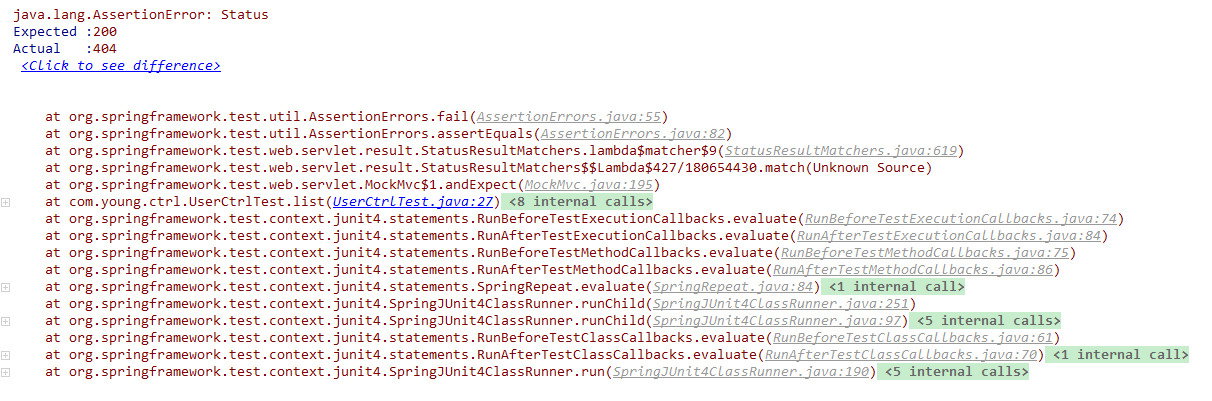 java.lang.AssertionError: Status
Expected :200
Actual   :404
<Click to see difference>
at org.springframework.test.util.AssertionErrors.fail(AssertionErrors.java:55)
at org.springframework.test.util.AssertionErrors.assertEquals(AssertionErrors.java:82)
at org.springframework.test.web.servlet.result.StatusResultMatchers.lambda$matcher$9(StatusResultMatchers.java:619)
at org.springframework.test.web.servlet.result.StatusResultMatchers$$Lambda$427/180654430.match(Unknown Source)
at org.springframework.test.web.servlet.MockMvc$1.andExpect(MockMvc.java:195)
at com.young.ctrl.UserCtrlTest.list(UserCtrlTest.java:27) <8 internal calls>
at org.springframework.test.context.junit4.statements.RunBeforeTestExecutionCallbacks.evaluate(RunBeforeTestExecutionCallbacks.java:74)
at org.springframework.test.context.junit4.statements.RunAfterTestExecutionCallbacks.evaluate(RunAfterTestExecutionCallbacks.java:84)
at org.springframework.test.context.junit4.statements.RunBeforeTestMethodCallbacks.evaluate(RunBeforeTestMethodCallbacks.java:75)
at org.springframework.test.context.junit4.statements.RunAfterTestMethodCallbacks.evaluate(RunAfterTestMethodCallbacks.java:86)
at org.springframework.test.context.junit4.statements.SpringRepeat.evaluate(SpringRepeat.java:84) <1 internal call>
at org.springframework.test.context.junit4.SpringJUnit4ClassRunner.runChild(SpringJUnit4ClassRunner.java:251)
at org.springframework.test.context.junit4.SpringJUnit4ClassRunner.runChild(SpringJUnit4ClassRunner.java:97) <5 internal calls>
at org.springframework.test.context.junit4.statements.RunBeforeTestClassCallbacks.evaluate(RunBeforeTestClassCallbacks.java:61)
at org.springframework.test.context.junit4.statements.RunAfterTestClassCallbacks.evaluate(RunAfterTestClassCallbacks.java:70) <1 internal call>
at org.springframework.test.context.junit4.SpringJUnit4ClassRunner.run(SpringJUnit4ClassRunner.java:190) <5 internal calls>